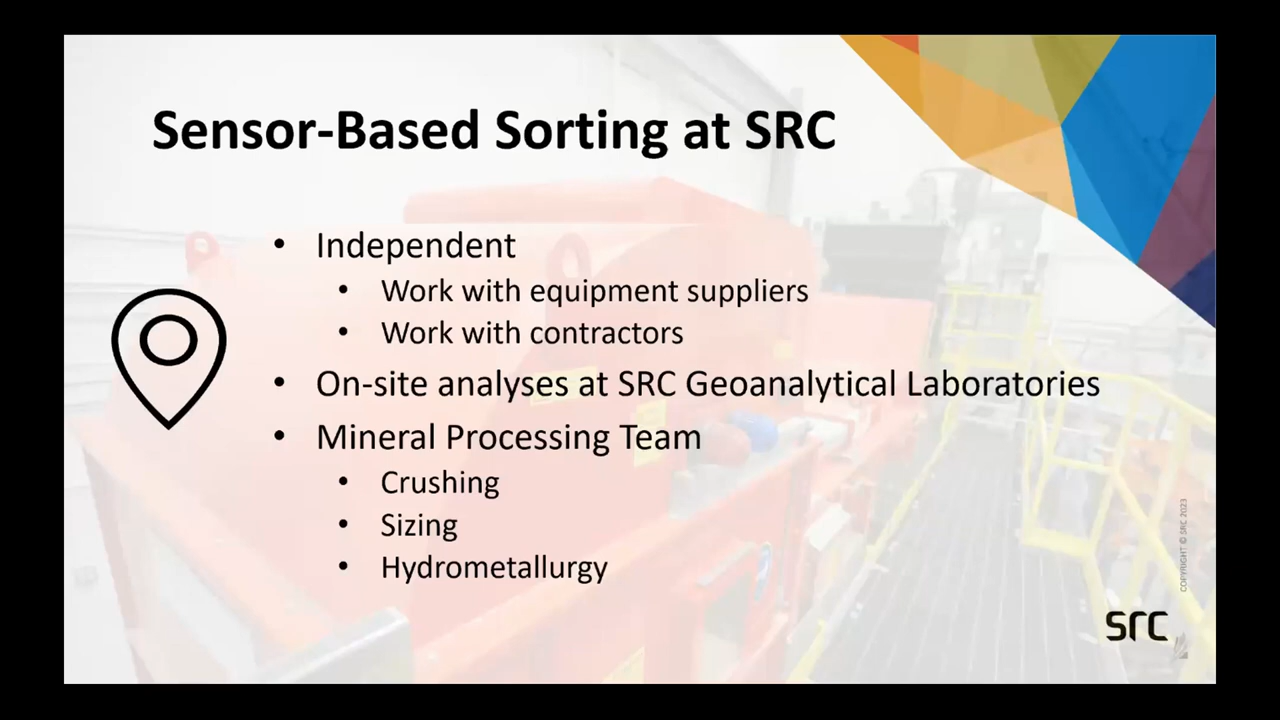 Sensor-Based Sorting at SRC
• Independent
• Work with equipment suppliers
• Work with contractors
• On-site analyses at SRC Geoanalytical Laboratories
• Mineral Processing Team
• Crushing
• Sizing
• Hydrometallurgy
COPYRIGHT © SRC 2023
src